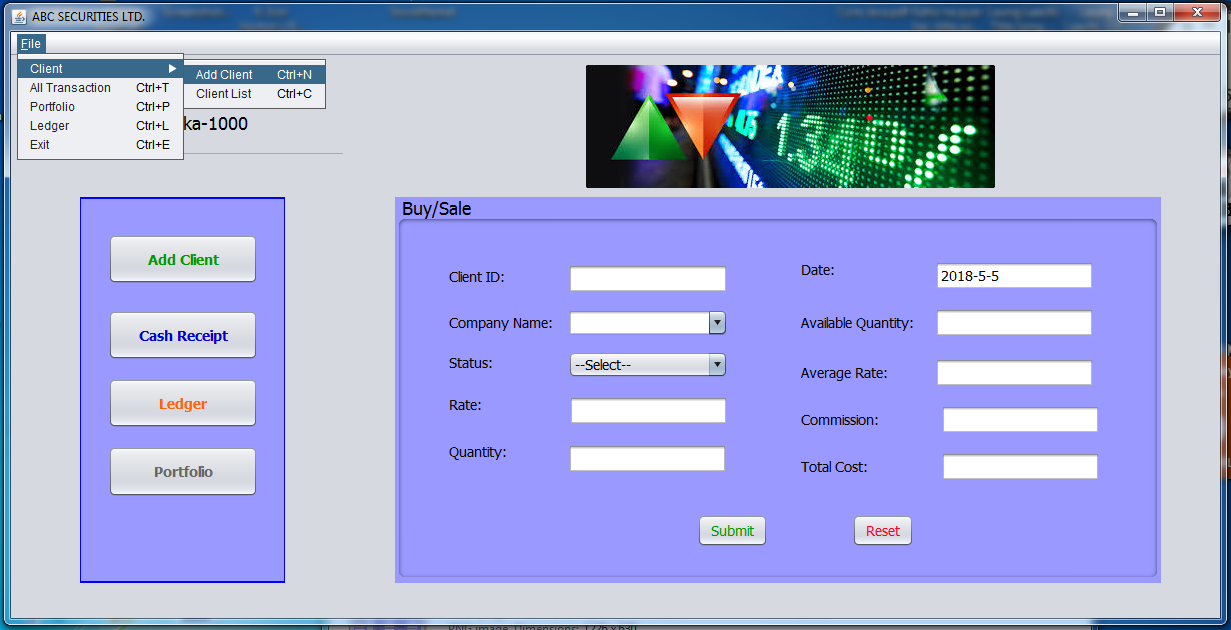 ABC SECURITIES LTD.
File
Client
Add Client Ctrl+N
All Transaction Ctrl+T
Client List Ctrl+C
Portfolio Ctrl+P
Ledger Ctrl+L
ka-1000
Exit Ctrl+E
Buy/Sale
Add Client
Cash Receipt
Ledger
Portfolio
Client ID:
Date: 2018-5-5
Company Name:
Available Quantity:
Status: --Select--
Average Rate:
Rate:
Commission:
Quantity:
Total Cost:
Submit
Reset